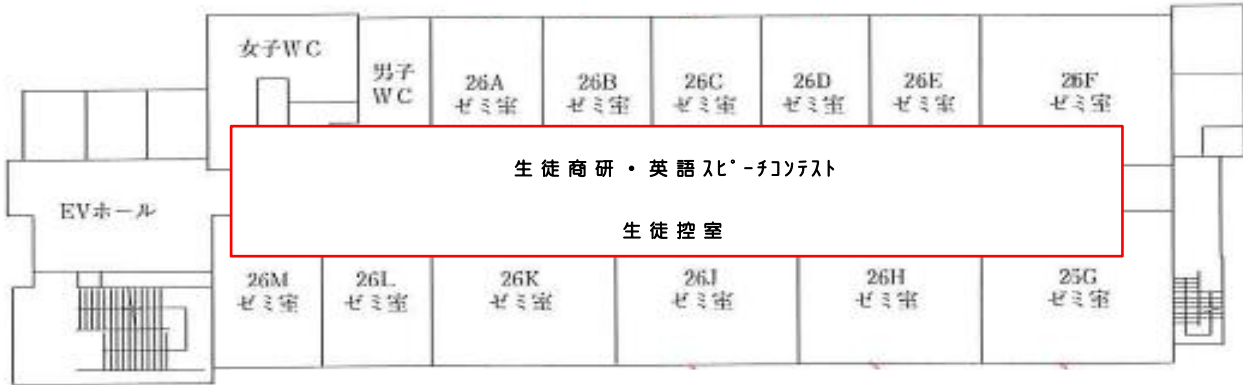 女子WC
男子
WC
26A
ゼミ室
26B
ゼミ室
26C
ゼミ室
26D
ゼミ室
26E
ゼミ室
26F
ゼミ室
生徒商研・英語ｽﾋﾟｰﾁｺﾝﾃｽﾄ
生徒控室
EVホール
26M
ゼミ室
26L
ゼミ室
26K
ゼミ室
26J
ゼミ室
26H
ゼミ室
25G
ゼミ室